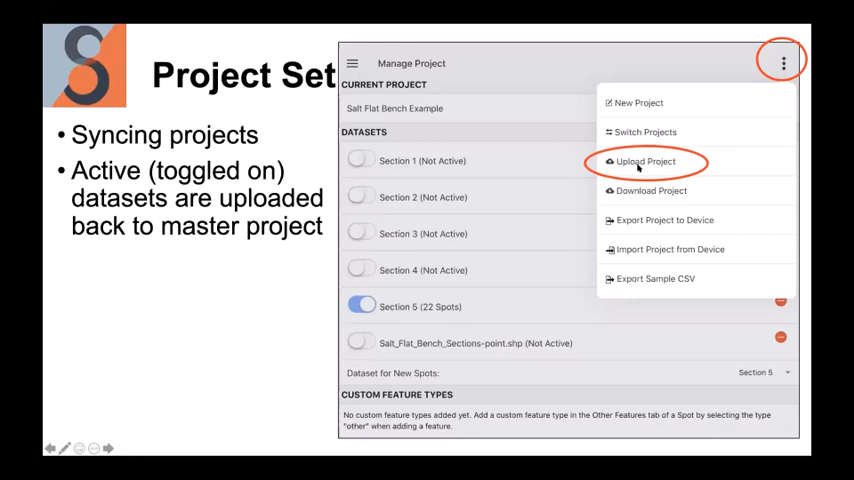 Project Set
• Syncing projects
• Active (toggled on)
datasets are uploaded
back to master project
Manage Project
CURRENT PROJECT
Salt Flat Bench Example
DATASETS
Section 1 (Not Active)
Section 2 (Not Active)
Section 3 (Not Active)
Section 4 (Not Active)
Section 5 (22 Spots)
Salt_Flat_Bench_Sections-point.shp (Not Active)
Dataset for New Spots:
Section 5
CUSTOM FEATURE TYPES
No custom feature types added yet. Add a custom feature type in the Other Features tab of a Spot by selecting the type
"other" when adding a feature.
New Project
Switch Projects
Upload Project
Download Project
Export Project to Device
Import Project from Device
Export Sample CSV